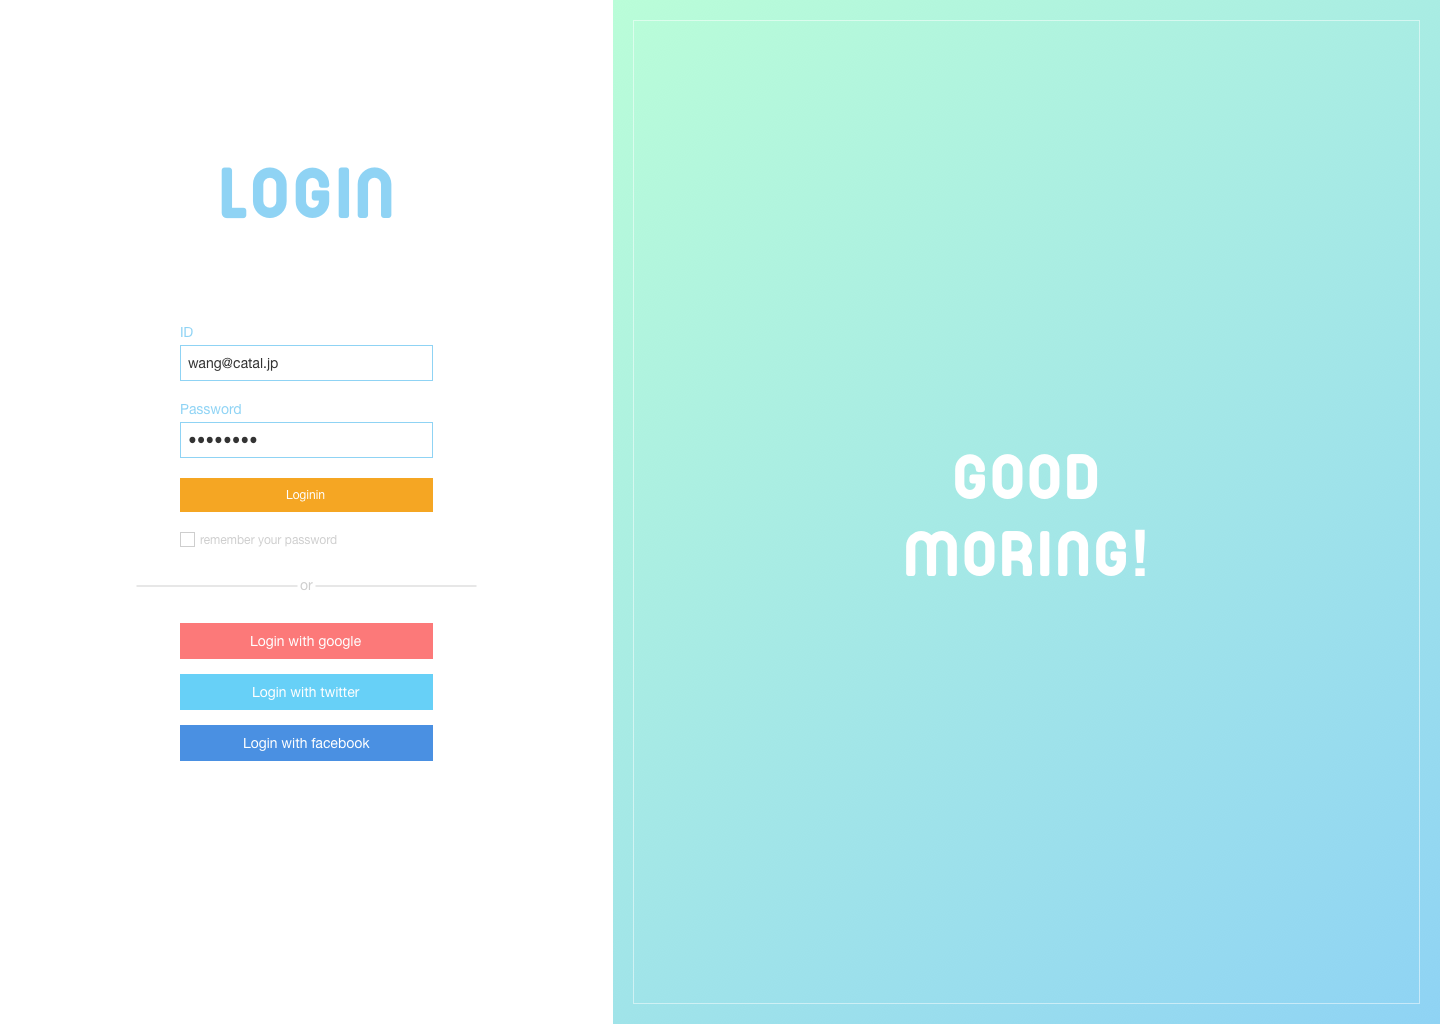 LOGIN
ID
wang@catal.jp
Password
••••••••
Loginin
remember your password
or
Login with google
Login with twitter
Login with facebook
GOOD
MORING!